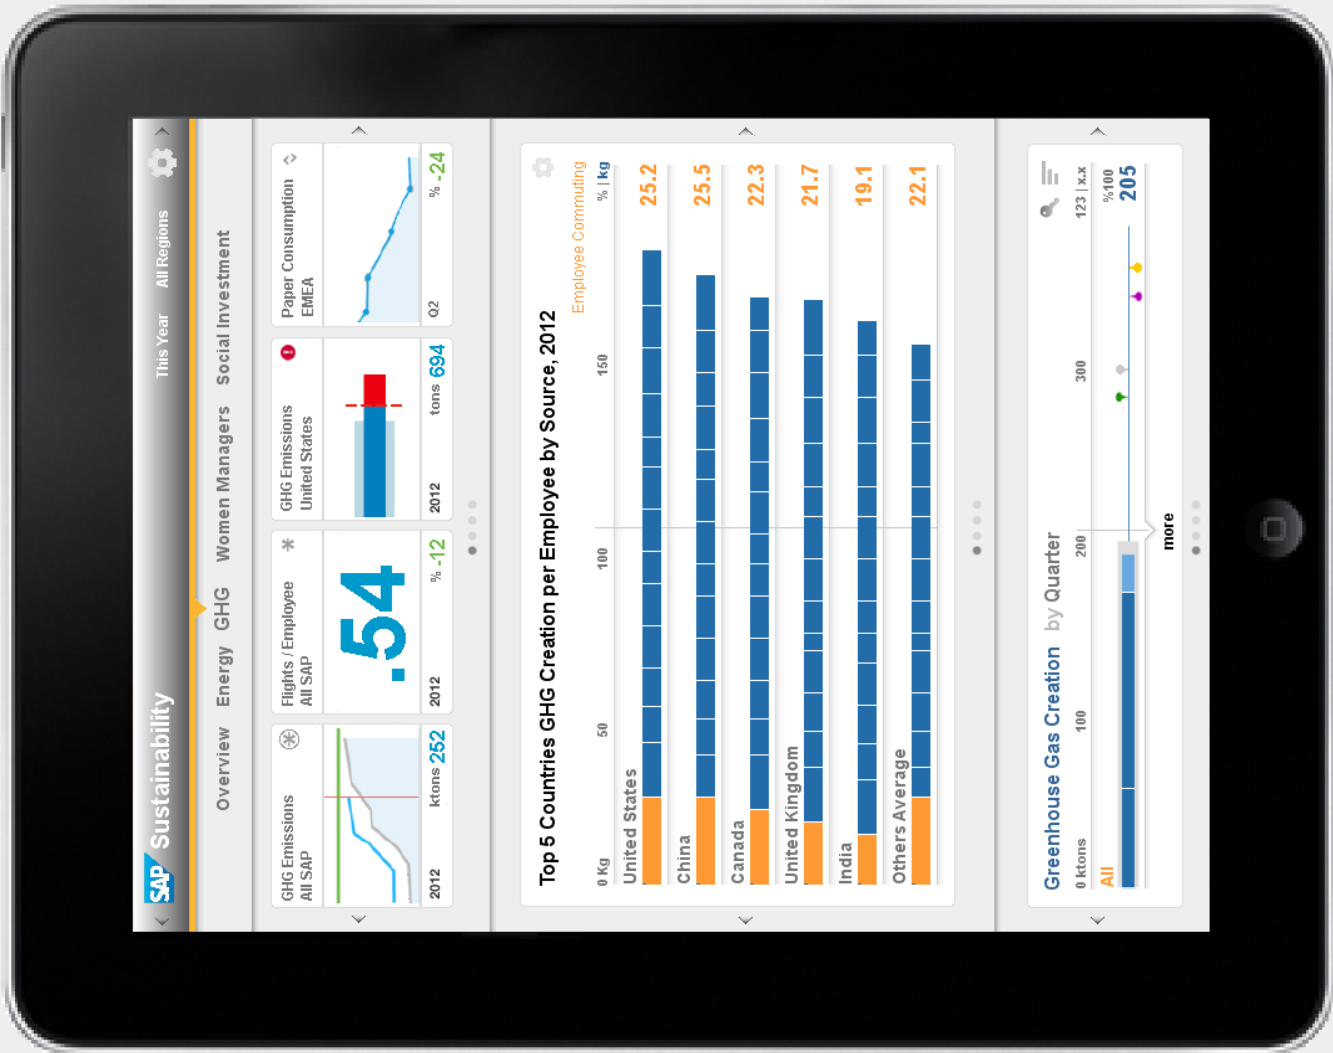 SAP Sustainability
This Year All Regions
Overview Energy GHG Women Managers Social Investment
GHG Emissions
All SAP
2012 ktons 252
Flights / Employee
All SAP
.54
2012 % -12
GHG Emissions
United States
2012 tons 694
Paper Consumption
EMEA
Q2 % -24
Top 5 Countries GHG Creation per Employee by Source, 2012
Employee Commuting
0 Kg 50 100 150 % | kg
United States 25.2
China 25.5
Canada 22.3
United Kingdom 21.7
India 19.1
Others Average 22.1
Greenhouse Gas Creation by Quarter
0 ktons 100 200 300 123 | x.x
All %100
205
more